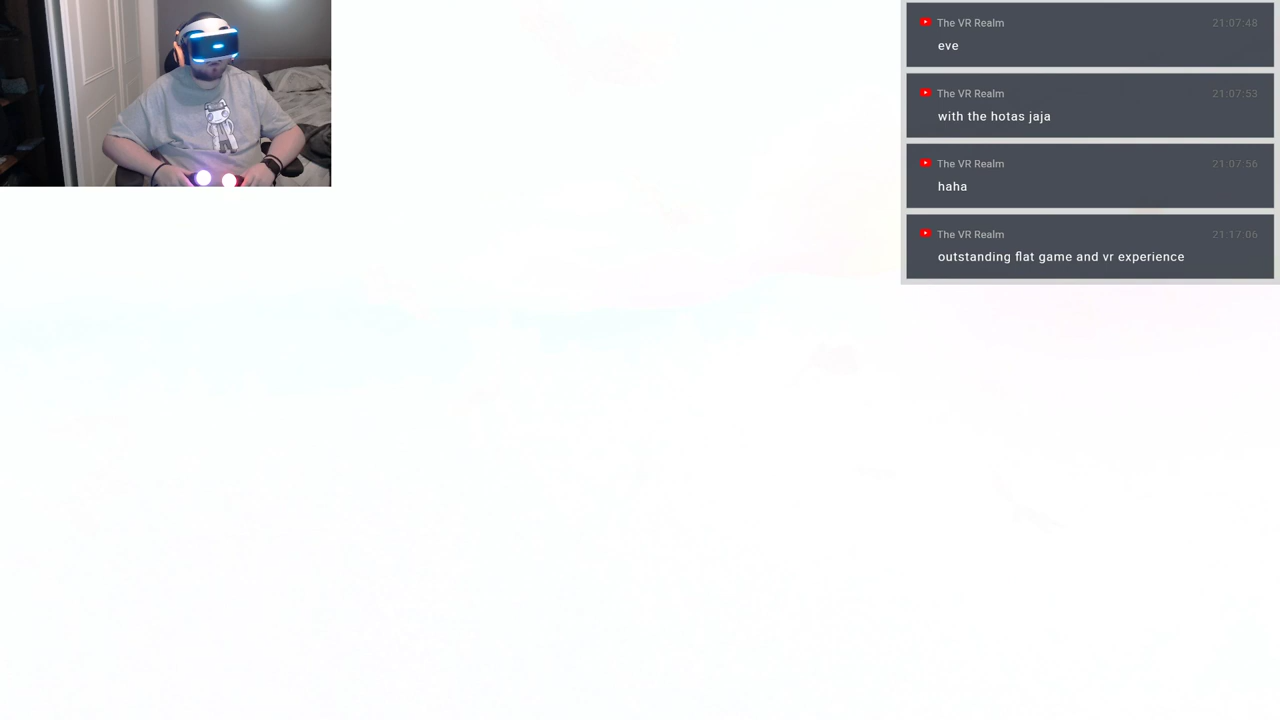 The VR Realm 21:07:48
eve
The VR Realm 21:07:53
with the hotas jaja
The VR Realm 21:07:56
haha
The VR Realm 21:17:06
outstanding flat game and vr experience